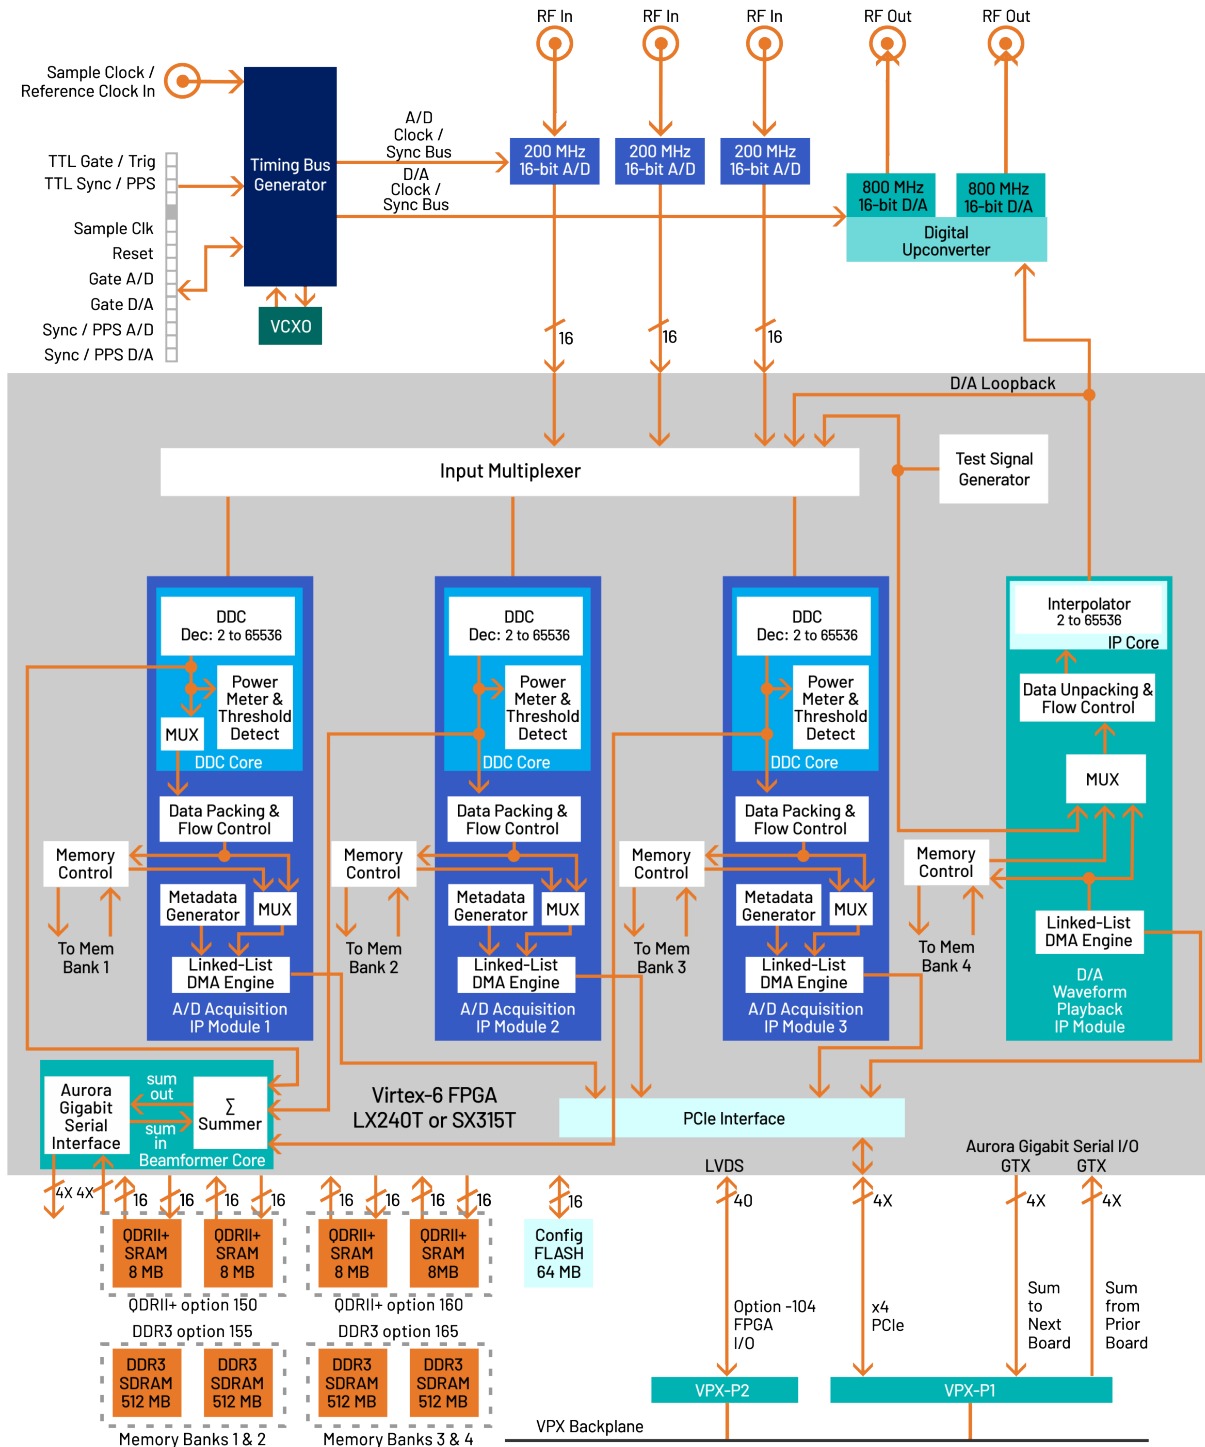 RF In
RF In
RF In
RF Out
RF Out
Sample Clock /
Reference Clock In
Timing Bus
Generator
A/D
Clock /
Sync Bus
D/A
Clock /
Sync Bus
200 MHz
16-bit A/D
200 MHz
16-bit A/D
200 MHz
16-bit A/D
800 MHz
16-bit D/A
800 MHz
16-bit D/A
Digital
Upconverter
TTL Gate / Trig
TTL Sync / PPS
Sample Clk
Reset
Gate A/D
Gate D/A
Sync / PPS A/D
Sync / PPS D/A
VCXO
16
16
16
D/A Loopback
Input Multiplexer
Test Signal
Generator
DDC
Dec: 2 to 65536
Power
Meter &
Threshold
Detect
MUX
DDC Core
Data Packing &
Flow Control
Memory
Control
Metadata
Generator
MUX
To Mem
Bank 1
Linked-List
DMA Engine
A/D Acquisition
IP Module 1
DDC
Dec: 2 to 65536
Power
Meter &
Threshold
Detect
DDC Core
Data Packing &
Flow Control
Memory
Control
Metadata
Generator
MUX
To Mem
Bank 2
Linked-List
DMA Engine
A/D Acquisition
IP Module 2
DDC
Dec: 2 to 65536
Power
Meter &
Threshold
Detect
DDC Core
Data Packing &
Flow Control
Memory
Control
Metadata
Generator
MUX
To Mem
Bank 3
Linked-List
DMA Engine
A/D Acquisition
IP Module 3
Interpolator
2 to 65536
IP Core
Data Unpacking &
Flow Control
MUX
Memory
Control
To Mem
Bank 4
Linked-List
DMA Engine
D/A
Waveform
Playback
IP Module
Aurora
Gigabit
Serial
Interface
sum
out
sum
in
∑
Summer
Beamformer Core
Virtex-6 FPGA
LX240T or SX315T
PCIe Interface
LVDS
Aurora Gigabit Serial I/O
GTX
GTX
4X
4X
16
16
16
16
16
16
16
16
16
40
4X
4X
4X
QDRII+
SRAM
8 MB
QDRII+
SRAM
8 MB
QDRII+
SRAM
8 MB
QDRII+
SRAM
8MB
Config
FLASH
64 MB
QDRII+ option 150
QDRII+ option 160
DDR3 option 155
DDR3 option 165
DDR3
SDRAM
512 MB
DDR3
SDRAM
512 MB
DDR3
SDRAM
512 MB
DDR3
SDRAM
512 MB
Memory Banks 1 & 2
Memory Banks 3 & 4
Option -104
FPGA
I/O
x4
PCIe
Sum
to
Next
Board
Sum
from
Prior
Board
VPX-P2
VPX-P1
VPX Backplane